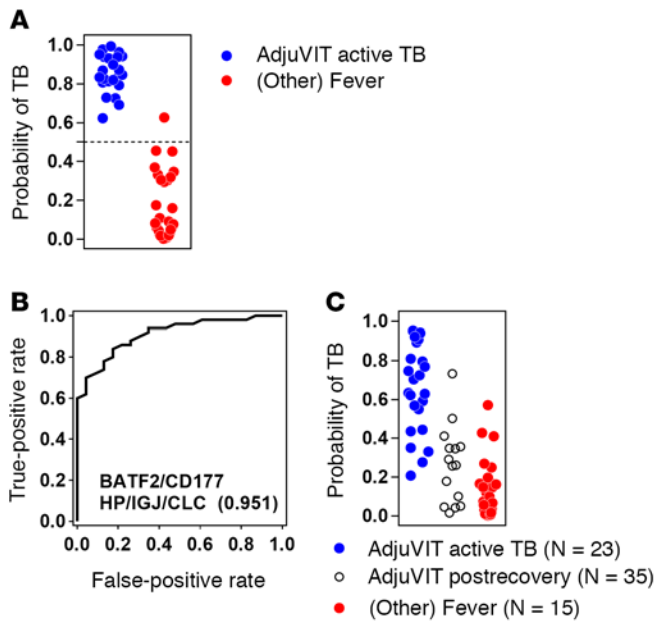 A
Probability of TB
1.0
0.8
0.6
0.4
0.2
0.0
AdjuVIT active TB
(Other) Fever
B
True-positive rate
1.0
0.8
0.6
0.4
0.2
0.0
BATF2/CD177
HP/IGJ/CLC (0.951)
0.0 0.2 0.4 0.6 0.8 1.0
False-positive rate
C
Probability of TB
1.0
0.8
0.6
0.4
0.2
0.0
AdjuVIT active TB (N = 23)
AdjuVIT postrecovery (N = 35)
(Other) Fever (N = 15)